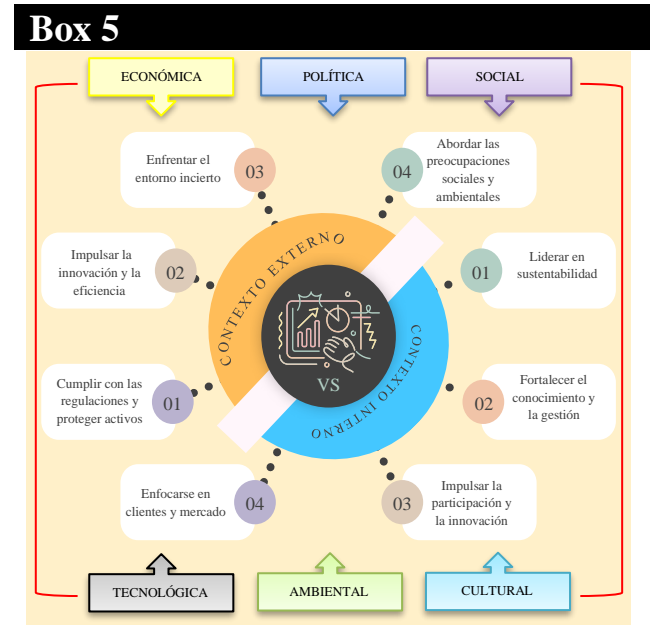 Box 5
ECONÓMICA
POLÍTICA
SOCIAL
Enfrentar el
entorno incierto
03
04
Abordar las
preocupaciones
sociales y
ambientales
Impulsar la
innovación y la
eficiencia
02
01
Liderar en
sustentabilidad
CONTEXTO EXTERNO
VS
CONTEXTO INTERNO
Cumplir con las
regulaciones y
proteger activos
01
02
Fortalecer el
conocimiento y
la gestión
Enfocarse en
clientes y mercado
04
03
Impulsar la
participación y
la innovación
TECNOLÓGICA
AMBIENTAL
CULTURAL